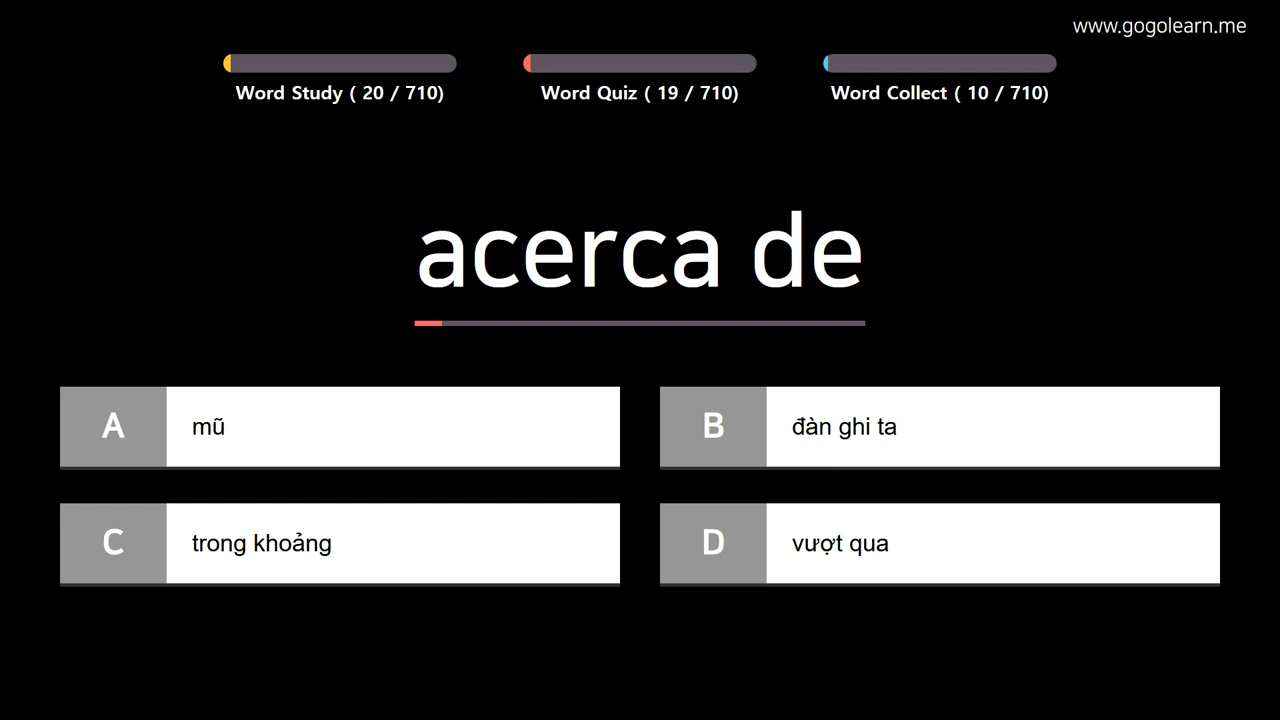 www.gogolearn.me
Word Study ( 20 / 710)
Word Quiz ( 19 / 710)
Word Collect ( 10 / 710)
acerca de
A
mũ
B
đàn ghi ta
C
trong khoảng
D
vượt qua